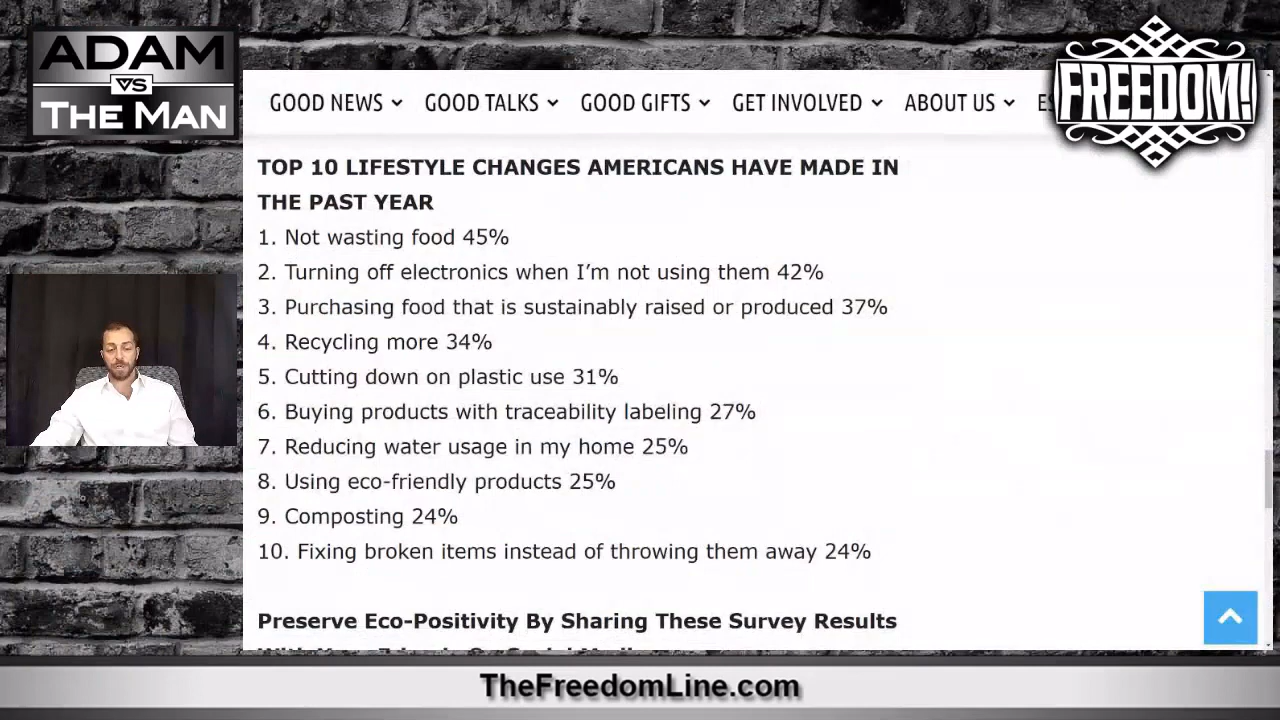 ADAM
VS
THE MAN
FREEDOM!
GOOD NEWS
GOOD TALKS
GOOD GIFTS
GET INVOLVED
ABOUT US
TOP 10 LIFESTYLE CHANGES AMERICANS HAVE MADE IN
THE PAST YEAR
1. Not wasting food 45%
2. Turning off electronics when I’m not using them 42%
3. Purchasing food that is sustainably raised or produced 37%
4. Recycling more 34%
5. Cutting down on plastic use 31%
6. Buying products with traceability labeling 27%
7. Reducing water usage in my home 25%
8. Using eco-friendly products 25%
9. Composting 24%
10. Fixing broken items instead of throwing them away 24%
Preserve Eco-Positivity By Sharing These Survey Results
TheFreedomLine.com